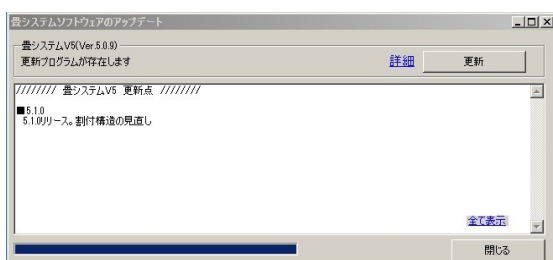 畳システムソフトウェアのアップデート
畳システムV5(Ver.5.0.9)
更新プログラムが存在します
詳細
更新
//////// 畳システムV5 更新点 ////////
■5.1.0
5.1.0リリース。割付構造の見直し
全て表示
閉じる